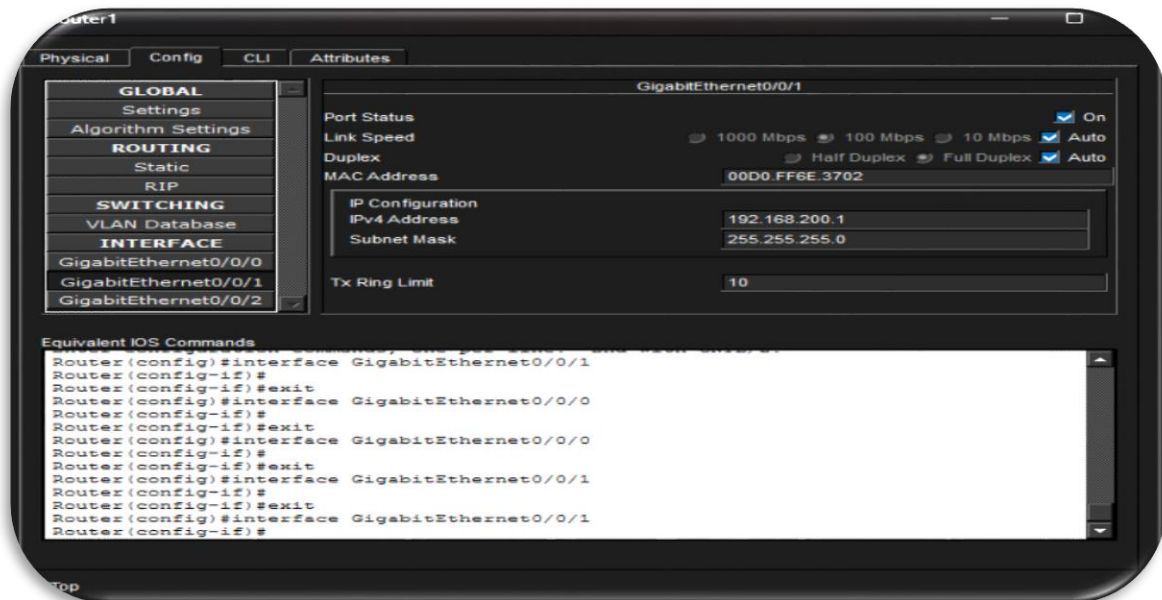 Router1
Physical Config CLI Attributes
GLOBAL
Settings
Algorithm Settings
ROUTING
Static
RIP
SWITCHING
VLAN Database
INTERFACE
GigabitEthernet0/0/0
GigabitEthernet0/0/1
GigabitEthernet0/0/2
GigabitEthernet0/0/1
Port Status On
Link Speed 1000 Mbps 100 Mbps 10 Mbps Auto
Duplex Half Duplex Full Duplex Auto
MAC Address 00D0.FF6E.3702
IP Configuration
IPv4 Address 192.168.200.1
Subnet Mask 255.255.255.0
Tx Ring Limit 10
Equivalent IOS Commands
Router(config)#interface GigabitEthernet0/0/1
Router(config-if)#
Router(config-if)#exit
Router(config)#interface GigabitEthernet0/0/0
Router(config-if)#
Router(config-if)#exit
Router(config)#interface GigabitEthernet0/0/0
Router(config-if)#
Router(config-if)#exit
Router(config)#interface GigabitEthernet0/0/1
Router(config-if)#
Router(config-if)#exit
Router(config)#interface GigabitEthernet0/0/1
Router(config-if)#
Top